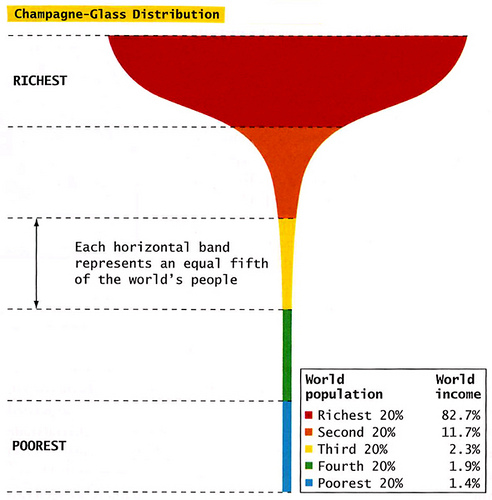 Champagne-Glass Distribution
RICHEST
Each horizontal band
represents an equal fifth
of the world's people
POOREST
World World
population income
Richest 20% 82.7%
Second 20% 11.7%
Third 20% 2.3%
Fourth 20% 1.9%
Poorest 20% 1.4%